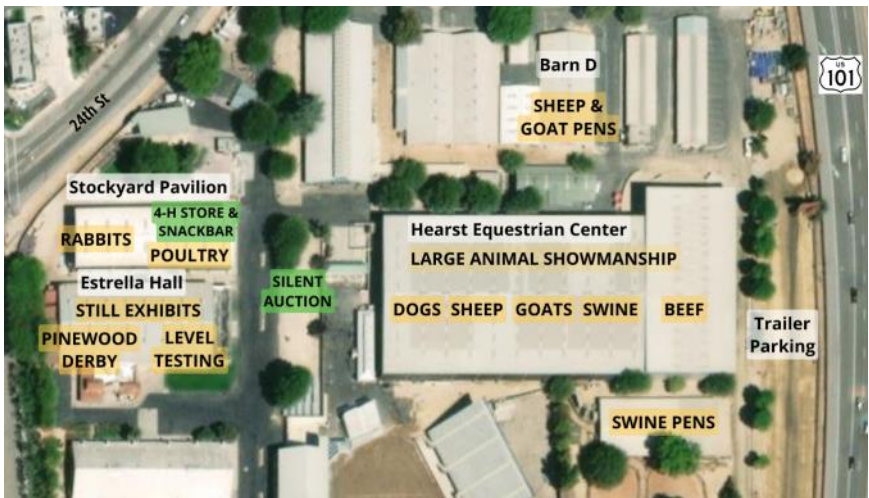 24th St
Barn D
SHEEP &
GOAT PENS
US
101
Stockyard Pavilion
4-H STORE &
SNACKBAR
RABBITS
POULTRY
Estrella Hall
STILL EXHIBITS
PINEWOOD
DERBY
LEVEL
TESTING
SILENT
AUCTION
Hearst Equestrian Center
LARGE ANIMAL SHOWMANSHIP
DOGS
SHEEP
GOATS
SWINE
BEEF
Trailer
Parking
SWINE PENS